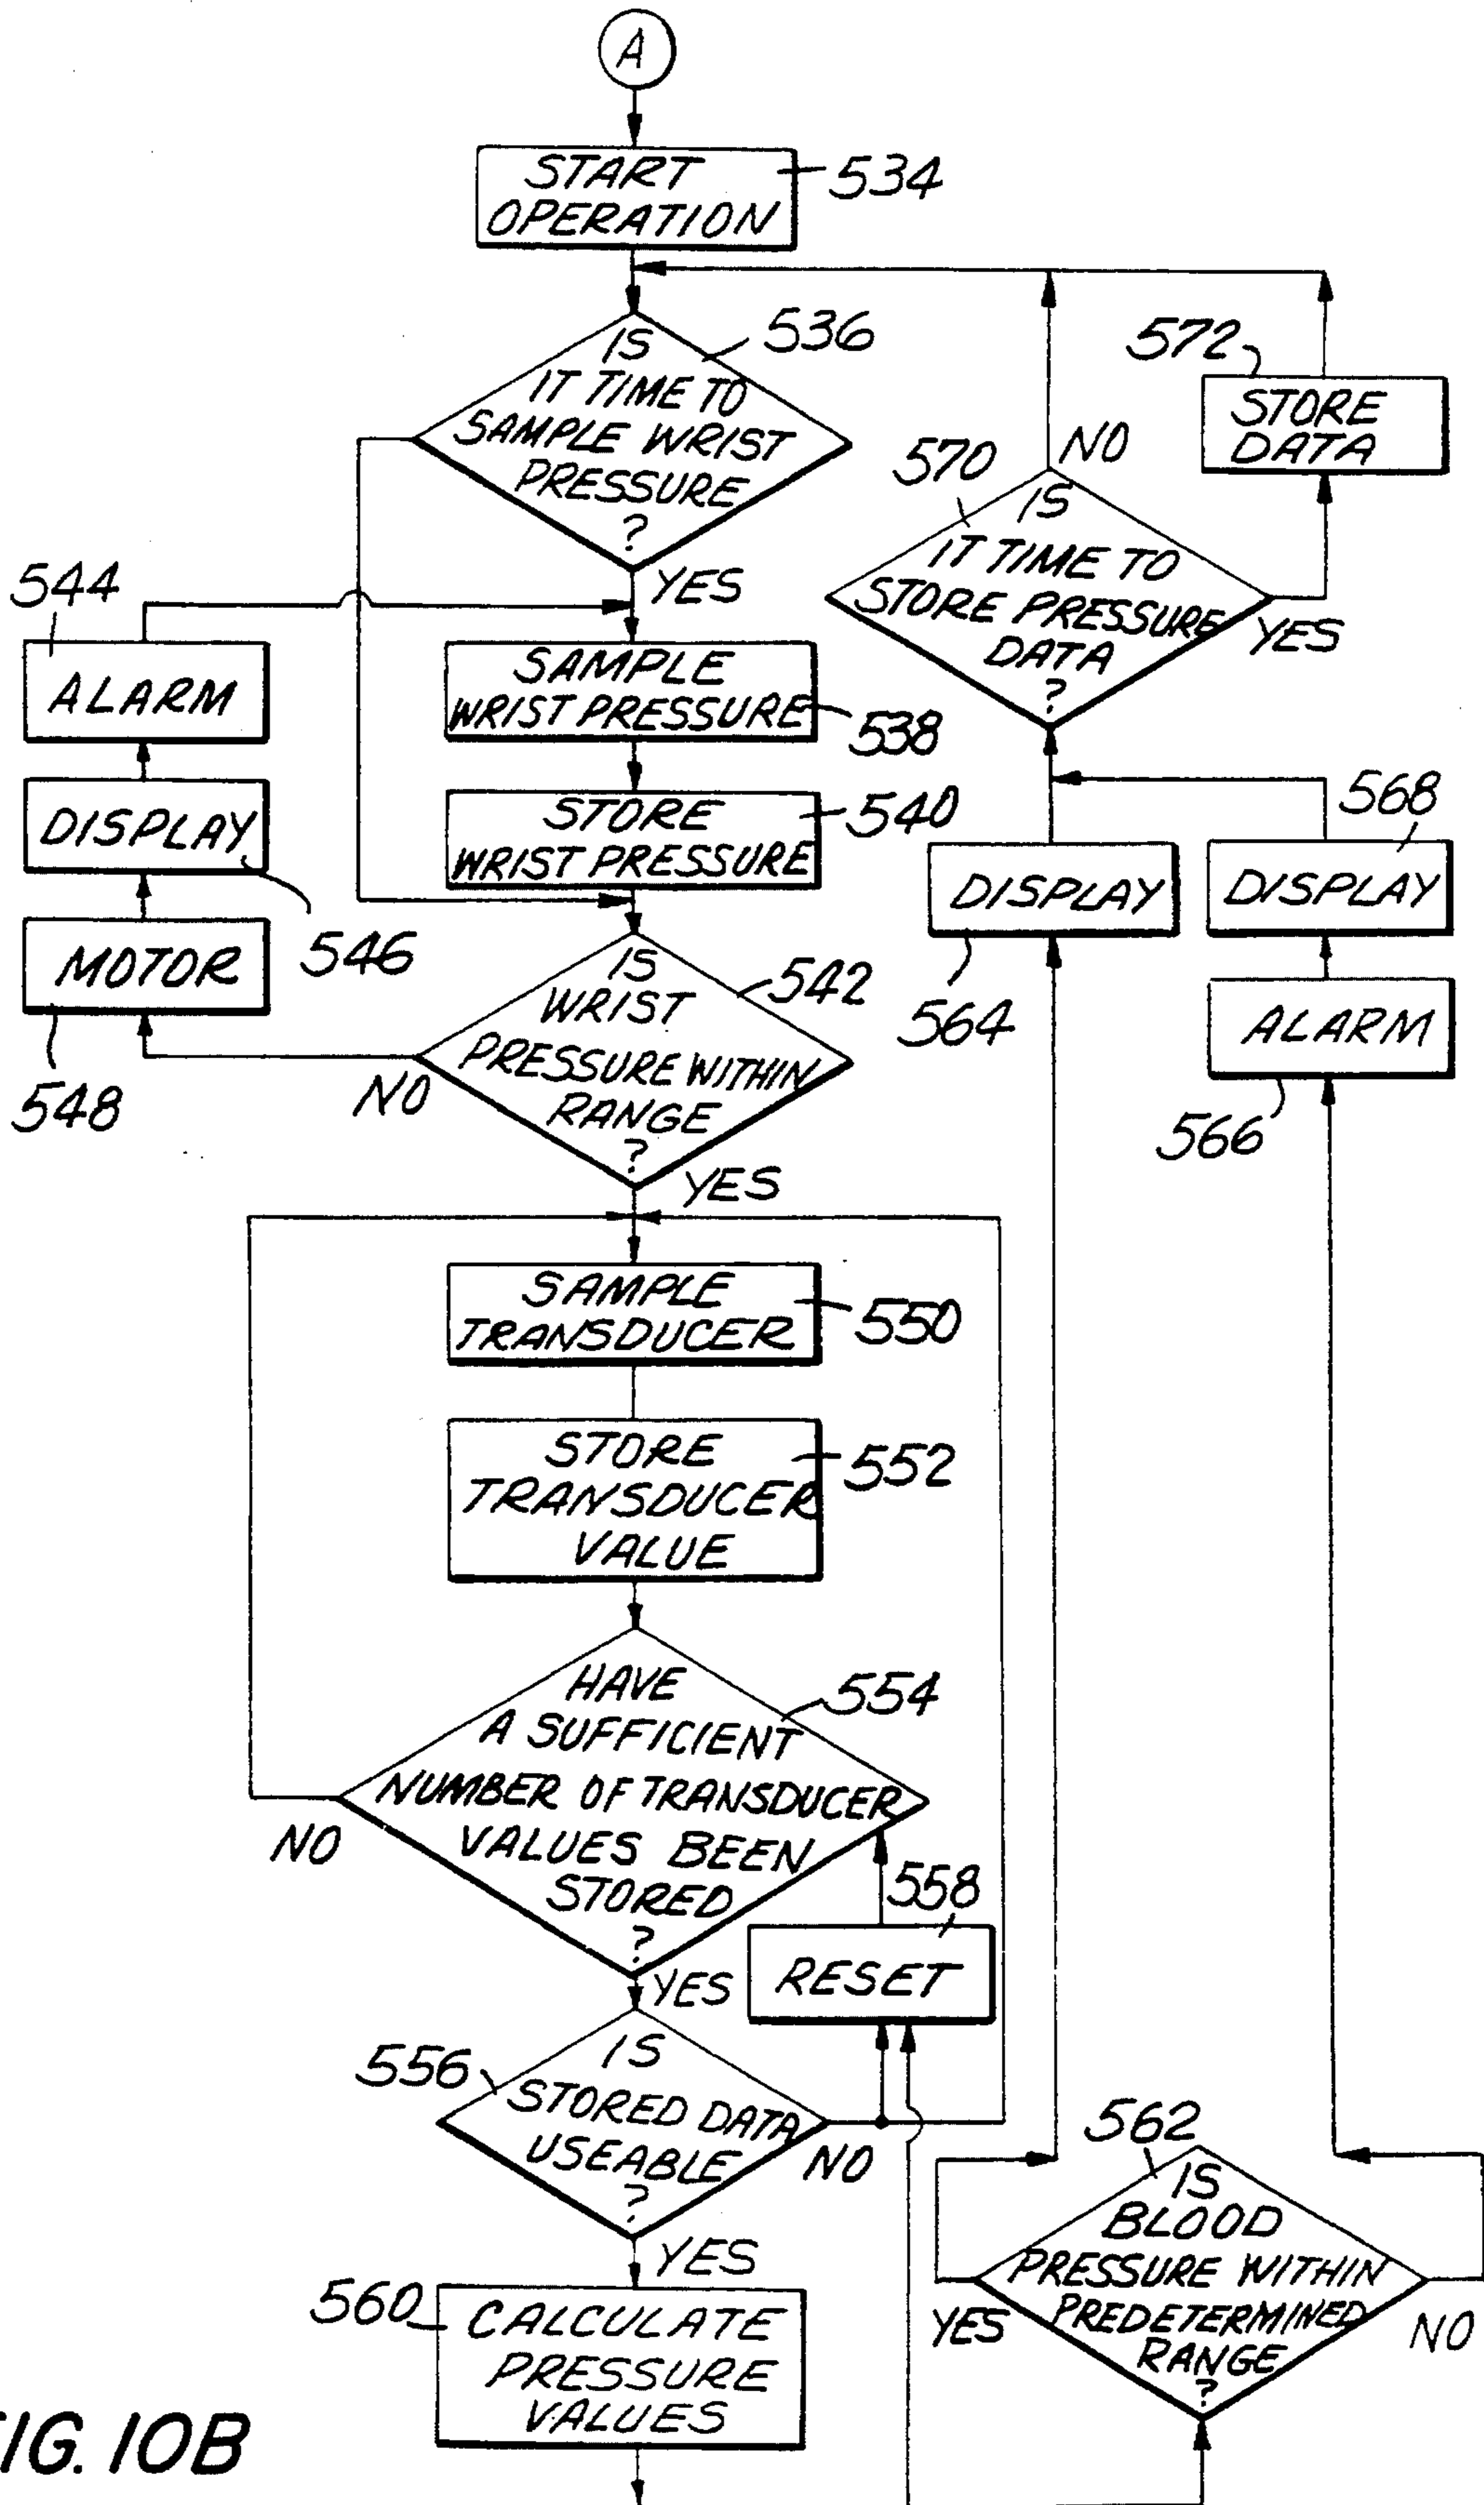 A
START
OPERATION
534
IS
IT TIME TO
SAMPLE WRIST
PRESSURE
?
536
YES
572
STORE
DATA
570
NO
IS
IT TIME TO
STORE PRESSURE
DATA
?
YES
544
ALARM
DISPLAY
546
MOTOR
548
SAMPLE
WRIST PRESSURE
538
STORE
WRIST PRESSURE
540
568
DISPLAY
DISPLAY
564
ALARM
566
IS
WRIST
PRESSURE WITHIN
RANGE
?
542
NO
YES
SAMPLE
TRANSDUCER
550
STORE
TRANSDUCER
VALUE
552
HAVE
A SUFFICIENT
NUMBER OF TRANSDUCER
VALUES BEEN
STORED
?
554
NO
YES
558
RESET
556
IS
STORED DATA
USEABLE
?
NO
YES
562
IS
BLOOD
PRESSURE WITHIN
PREDETERMINED
RANGE
?
YES
NO
560
CALCULATE
PRESSURE
VALUES
IG. 10B